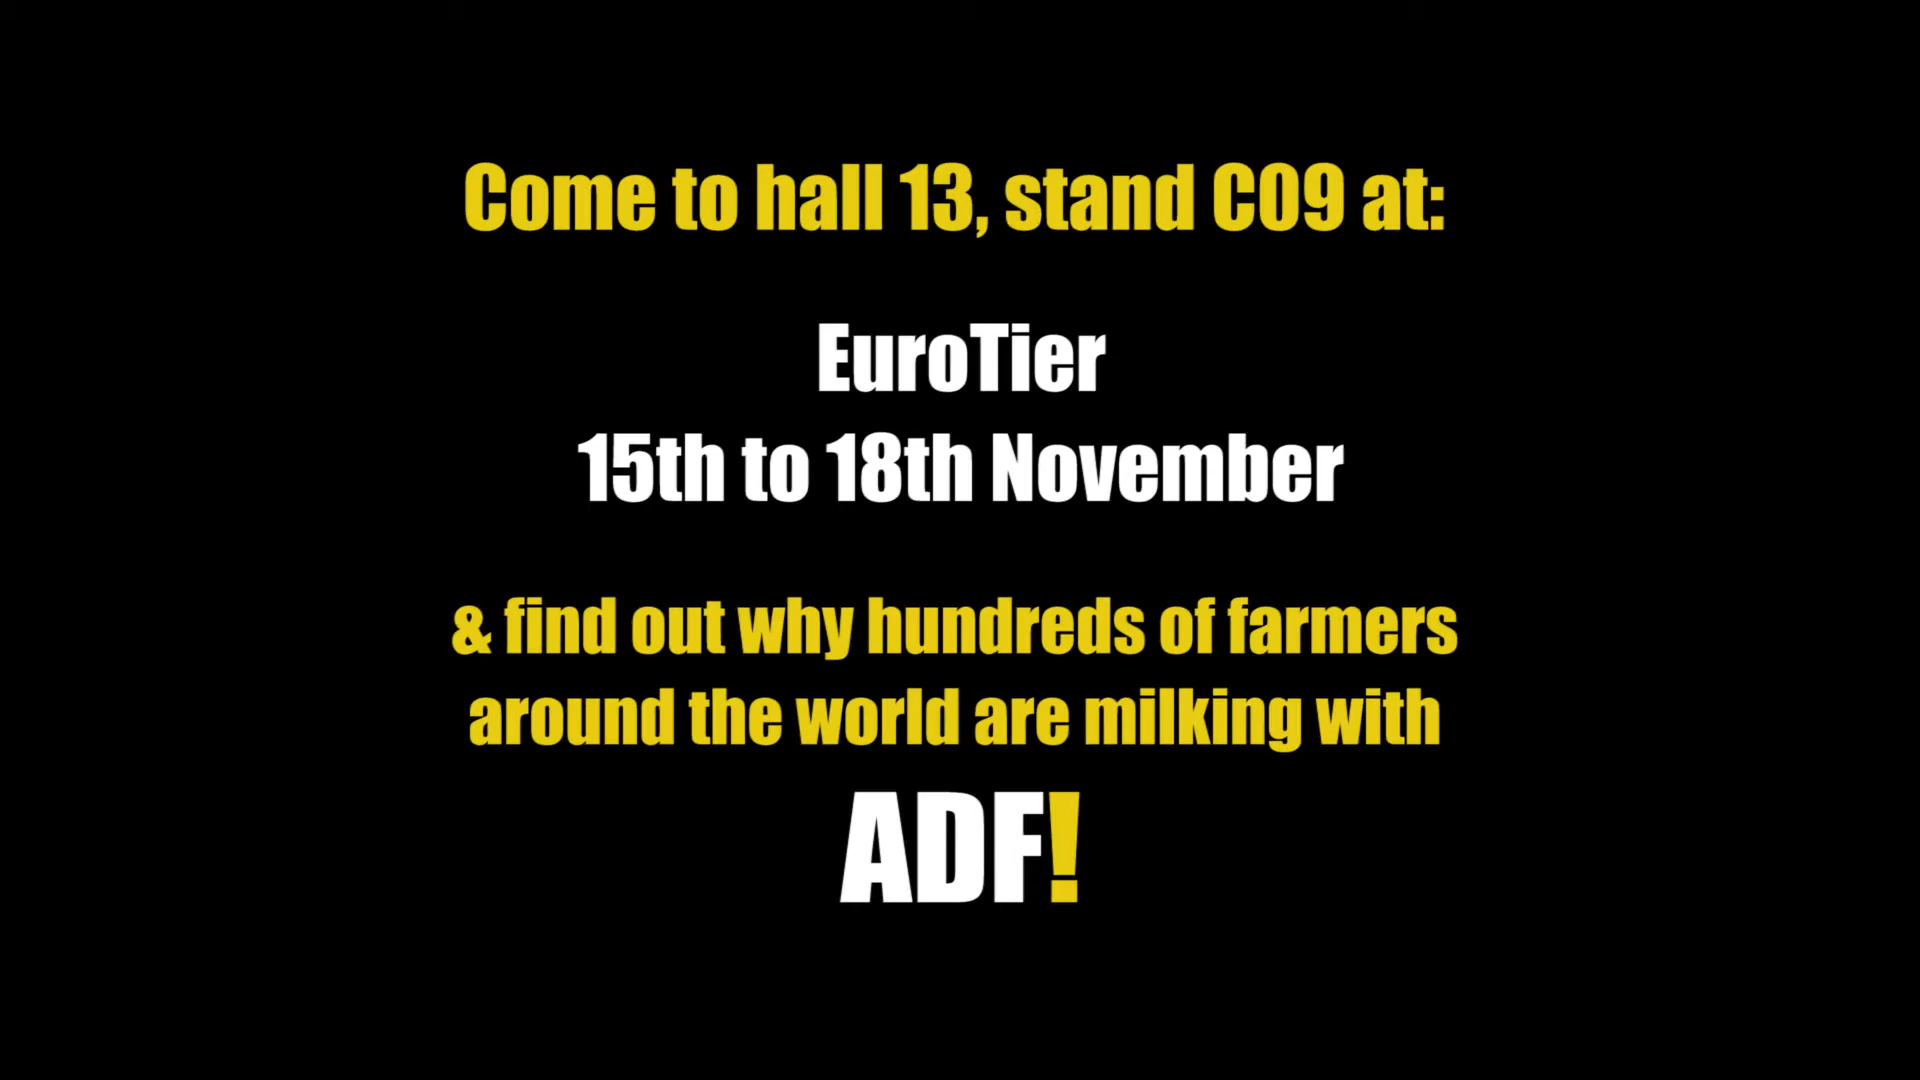 Come to hall 13, stand C09 at:
EuroTier
15th to 18th November
& find out why hundreds of farmers
around the world are milking with
ADF!